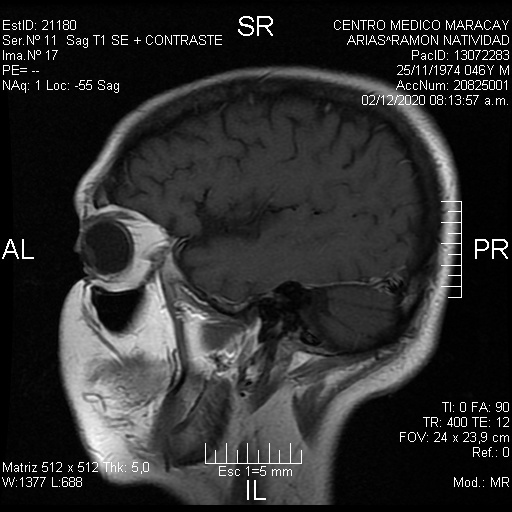 EstID: 21180
Ser.Nº 11 Sag T1 SE + CONTRASTE
Ima.Nº 17
PE= --
NAq: 1 Loc: -55 Sag
SR
CENTRO MEDICO MARACAY
ARIAS^RAMON NATIVIDAD
PacID: 13072283
25/11/1974 046Y M
AccNum: 20825001
02/12/2020 08:13:57 a.m.
AL
PR
Matriz 512 x 512 Thk: 5,0
W:1377 L:688
Esc 1=5 mm
IL
TI: 0 FA: 90
TR: 400 TE: 12
FOV: 24 x 23,9 cm
Ref.: 0
Mod.: MR